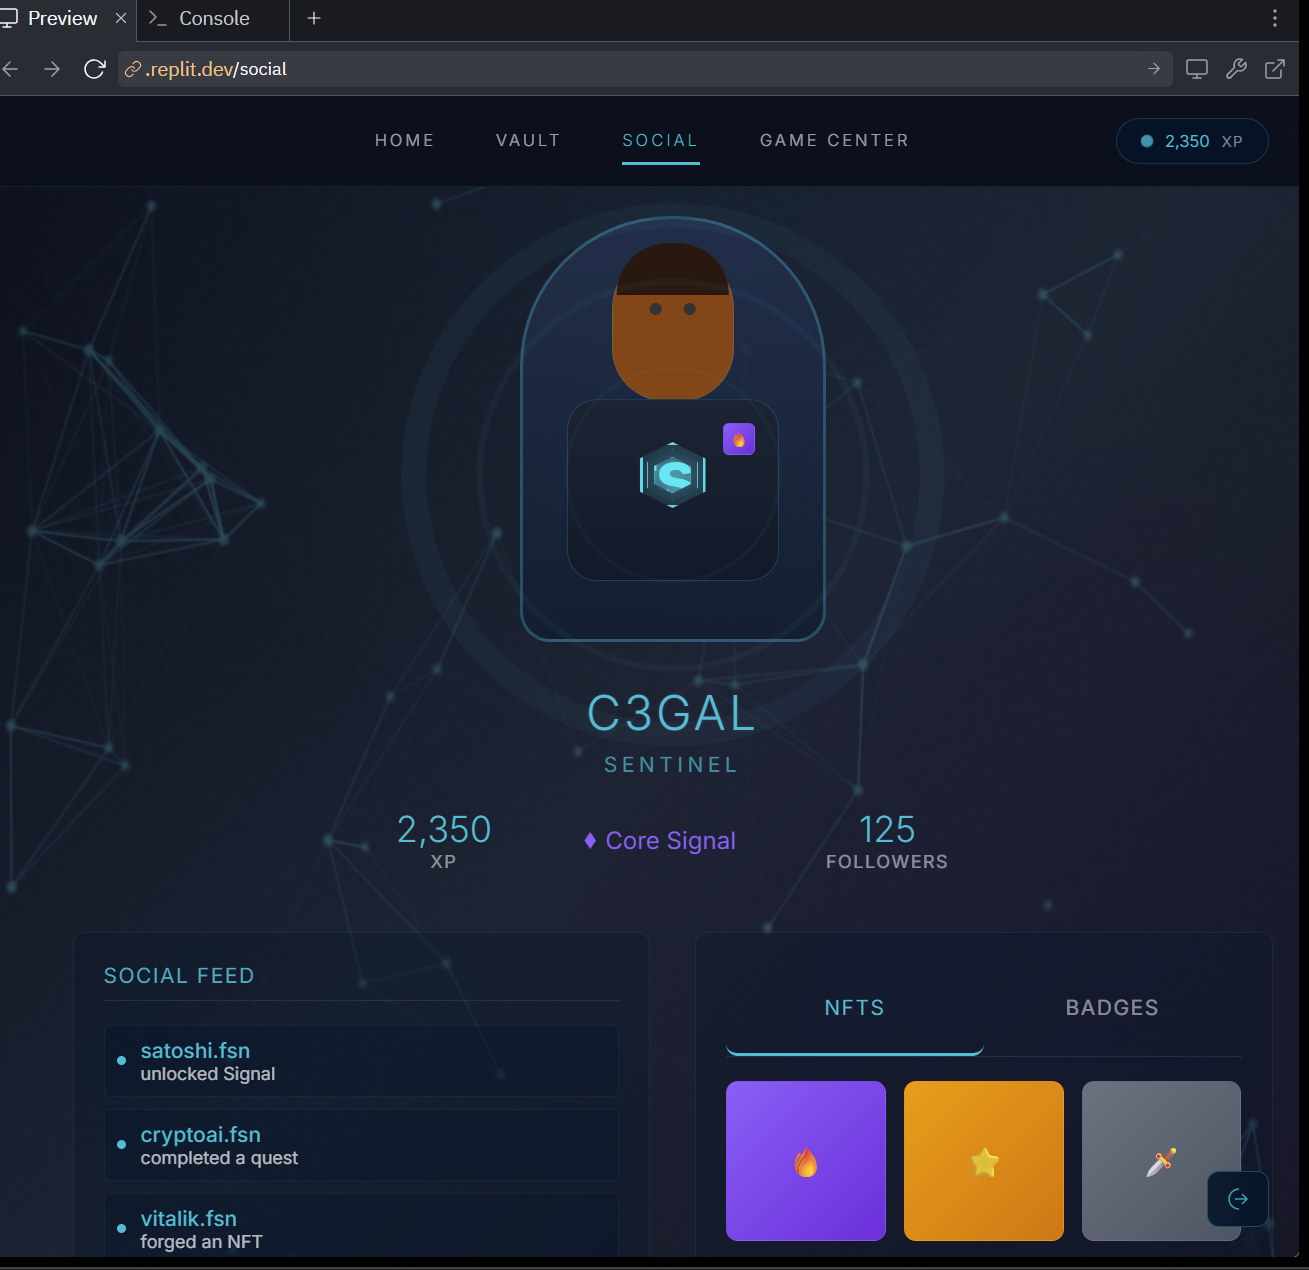 Preview
Console
.replit.dev/social
HOME
VAULT
SOCIAL
GAME CENTER
2,350 XP
S
C3GAL
SENTINEL
2,350
XP
Core Signal
125
FOLLOWERS
SOCIAL FEED
satoshi.fsn
unlocked Signal
cryptoai.fsn
completed a quest
vitalik.fsn
forged an NFT
NFTS
BADGES